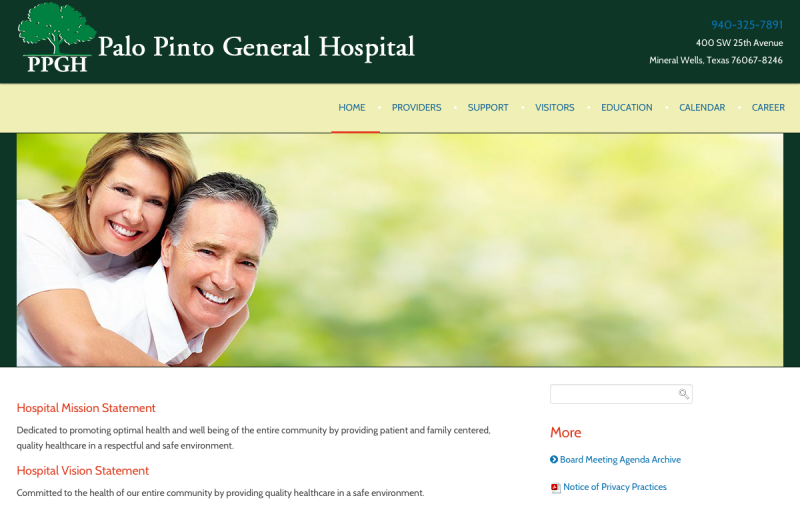 PPGH
Palo Pinto General Hospital
940-325-7891
400 SW 25th Avenue
Mineral Wells, Texas 76067-8246
HOME PROVIDERS SUPPORT VISITORS EDUCATION CALENDAR CAREER
Hospital Mission Statement
Dedicated to promoting optimal health and well being of the entire community by providing patient and family centered,
quality healthcare in a respectful and safe environment.
Hospital Vision Statement
Committed to the health of our entire community by providing quality healthcare in a safe environment.
More
Board Meeting Agenda Archive
Notice of Privacy Practices